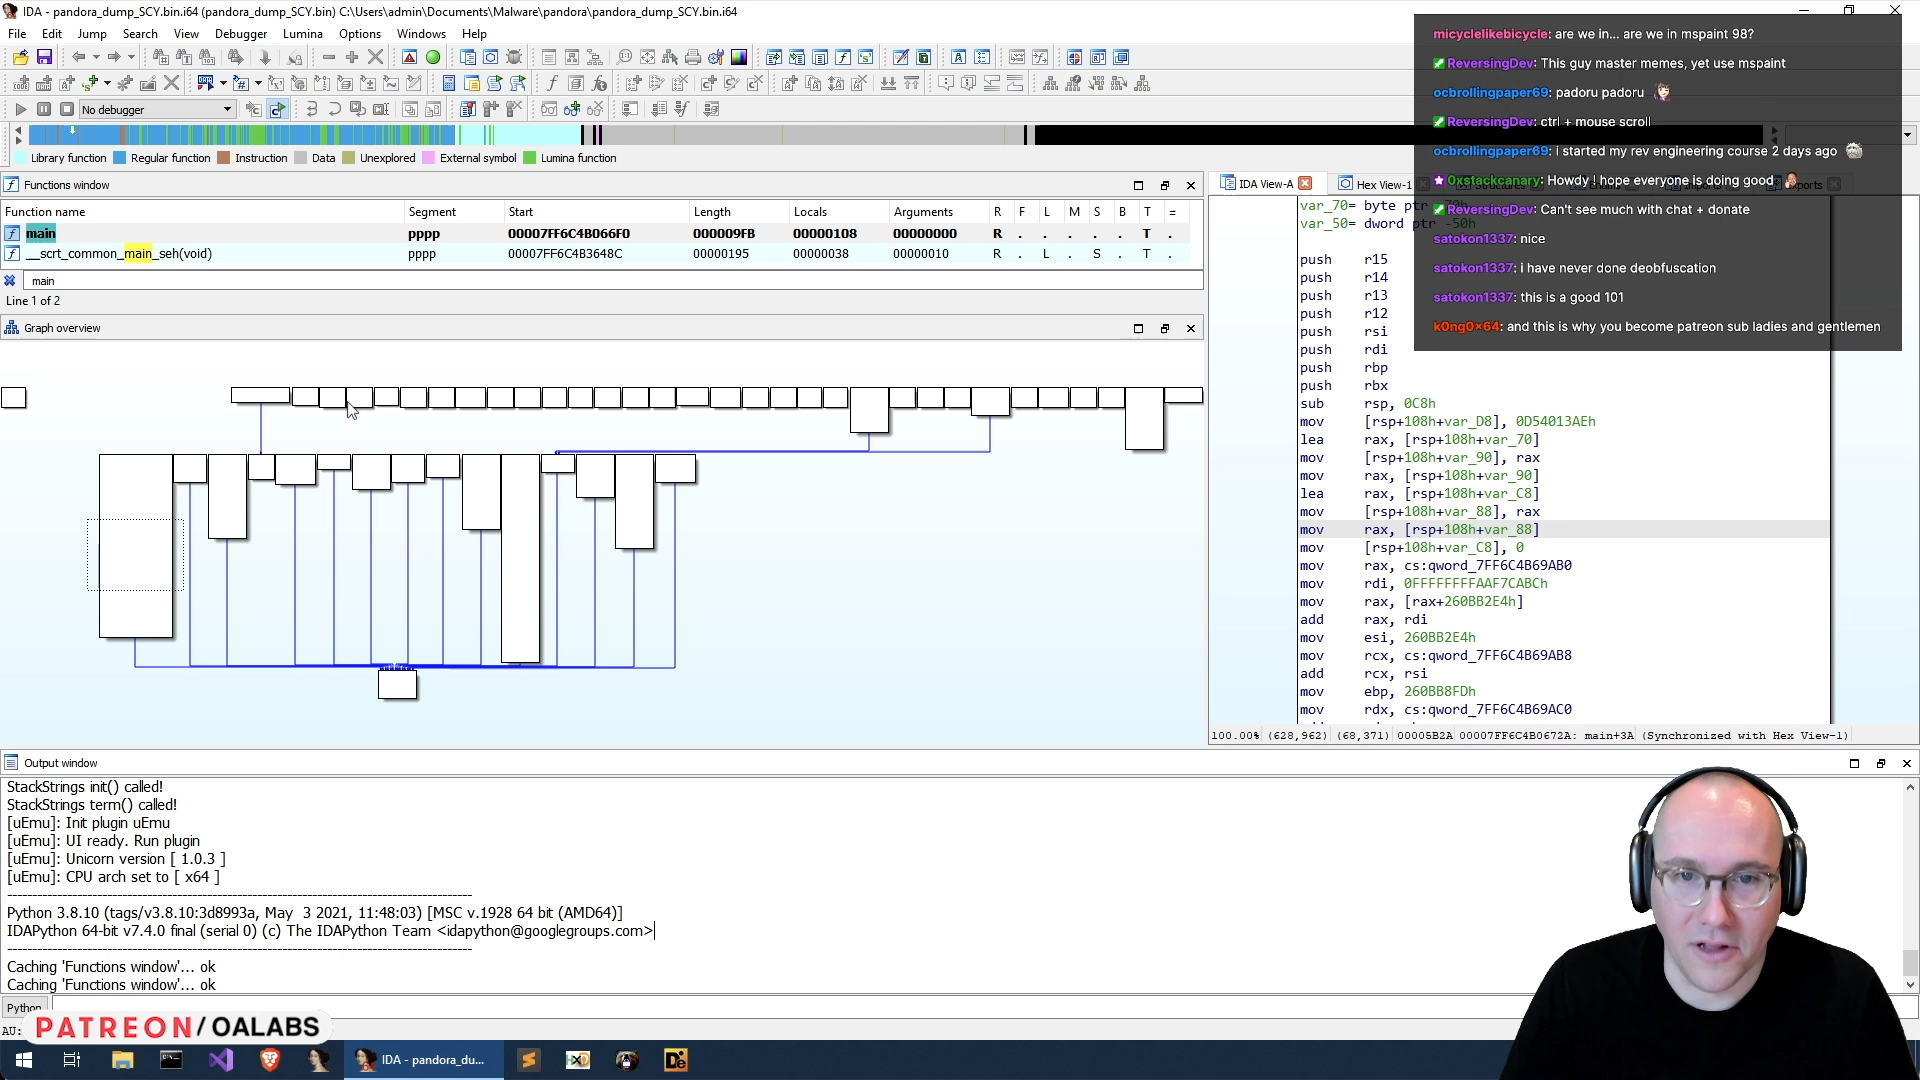 IDA - pandora_dump_SCY.bin.i64 (pandora_dump_SCY.bin) C:\Users\admin\Documents\Malware\pandora\pandora_dump_SCY.bin.i64
File Edit Jump Search View Debugger Lumina Options Windows Help
No debugger
Library function Regular function Instruction Data Unexplored External symbol Lumina function
Functions window
Function name Segment Start Length Locals Arguments R F L M S B T =
main pppp 00007FF6C4B066F0 000009FB 00000108 00000000 R . . . . . T .
__scrt_common_main_seh(void) pppp 00007FF6C4B3648C 00000195 00000038 00000010 R . L . S . T .
main
Line 1 of 2
Graph overview
IDA View-A Hex View-1
var_70= byte ptr -70h
var_50= dword ptr -50h
push r15
push r14
push r13
push r12
push rsi
push rdi
push rbp
push rbx
sub rsp, 0C8h
mov [rsp+108h+var_D8], 0D54013AEh
lea rax, [rsp+108h+var_70]
mov [rsp+108h+var_90], rax
mov rax, [rsp+108h+var_90]
lea rax, [rsp+108h+var_C8]
mov [rsp+108h+var_88], rax
mov rax, [rsp+108h+var_88]
mov [rsp+108h+var_C8], 0
mov rax, cs:qword_7FF6C4B69AB0
mov rdi, 0FFFFFFFFAAF7CABCh
mov rax, [rax+260BB2E4h]
add rax, rdi
mov esi, 260BB2E4h
mov rcx, cs:qword_7FF6C4B69AB8
add rcx, rsi
mov ebp, 260BB8FDh
mov rdx, cs:qword_7FF6C4B69AC0
100.00% (628,962) (68,371) 00005B2A 00007FF6C4B0672A: main+3A (Synchronized with Hex View-1)
micyclelikebicycle: are we in... are we in mspaint 98?
ReversingDev: This guy master memes, yet use mspaint
ocbrollingpaper69: padoru padoru
ReversingDev: ctrl + mouse scroll
ocbrollingpaper69: i started my rev engineering course 2 days ago
0xstackcanary: Howdy I hope everyone is doing good
ReversingDev: Can't see much with chat + donate
satokon1337: nice
satokon1337: i have never done deobfuscation
satokon1337: this is a good 101
k0ng0x64: and this is why you become patreon sub ladies and gentlemen
Output window
StackStrings init() called!
StackStrings term() called!
[uEmu]: Init plugin uEmu
[uEmu]: UI ready. Run plugin
[uEmu]: Unicorn version [ 1.0.3 ]
[uEmu]: CPU arch set to [ x64 ]
Python 3.8.10 (tags/v3.8.10:3d8993a, May 3 2021, 11:48:03) [MSC v.1928 64 bit (AMD64)]
IDAPython 64-bit v7.4.0 final (serial 0) (c) The IDAPython Team <idapython@googlegroups.com>
Caching 'Functions window'... ok
Caching 'Functions window'... ok
Python
AU:
PATREON/OALABS
IDA - pandora_du...